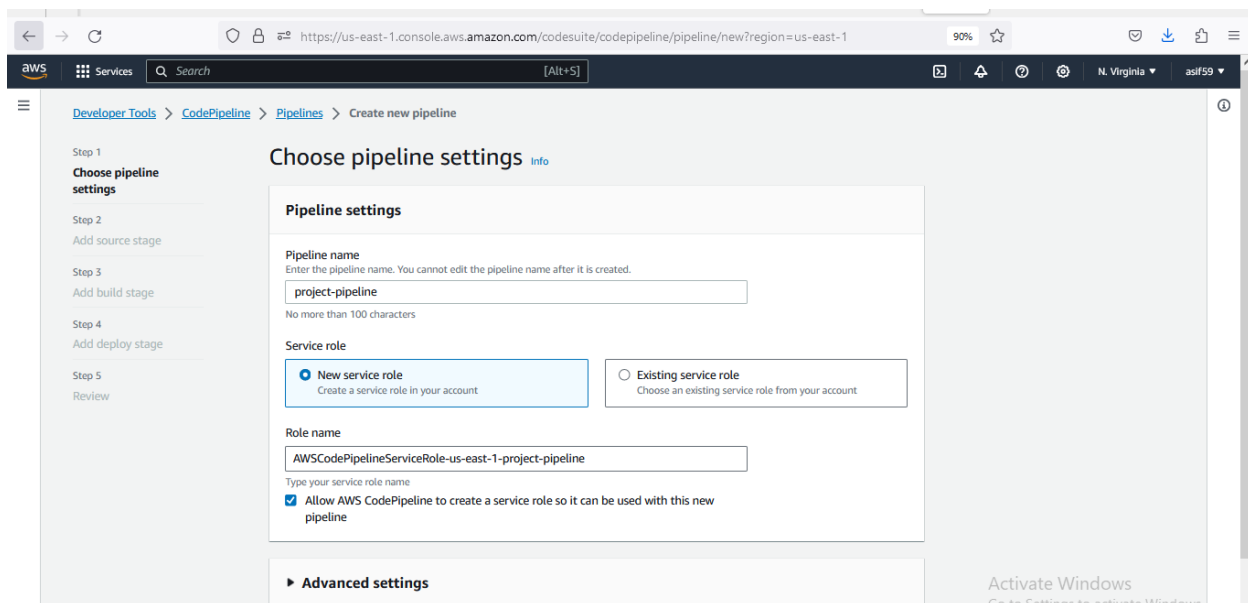 https://us-east-1.console.aws.amazon.com/codesuite/codepipeline/pipeline/new?region=us-east-1
90%
aws
Services
Search
[Alt+S]
N. Virginia
asif59
Developer Tools > CodePipeline > Pipelines > Create new pipeline
Step 1
Choose pipeline
settings
Step 2
Add source stage
Step 3
Add build stage
Step 4
Add deploy stage
Step 5
Review
Choose pipeline settings Info
Pipeline settings
Pipeline name
Enter the pipeline name. You cannot edit the pipeline name after it is created.
project-pipeline
No more than 100 characters
Service role
New service role
Create a service role in your account
Existing service role
Choose an existing service role from your account
Role name
AWSCodePipelineServiceRole-us-east-1-project-pipeline
Type your service role name
Allow AWS CodePipeline to create a service role so it can be used with this new
pipeline
Advanced settings
Activate Windows
Go to Settings to activate Windows